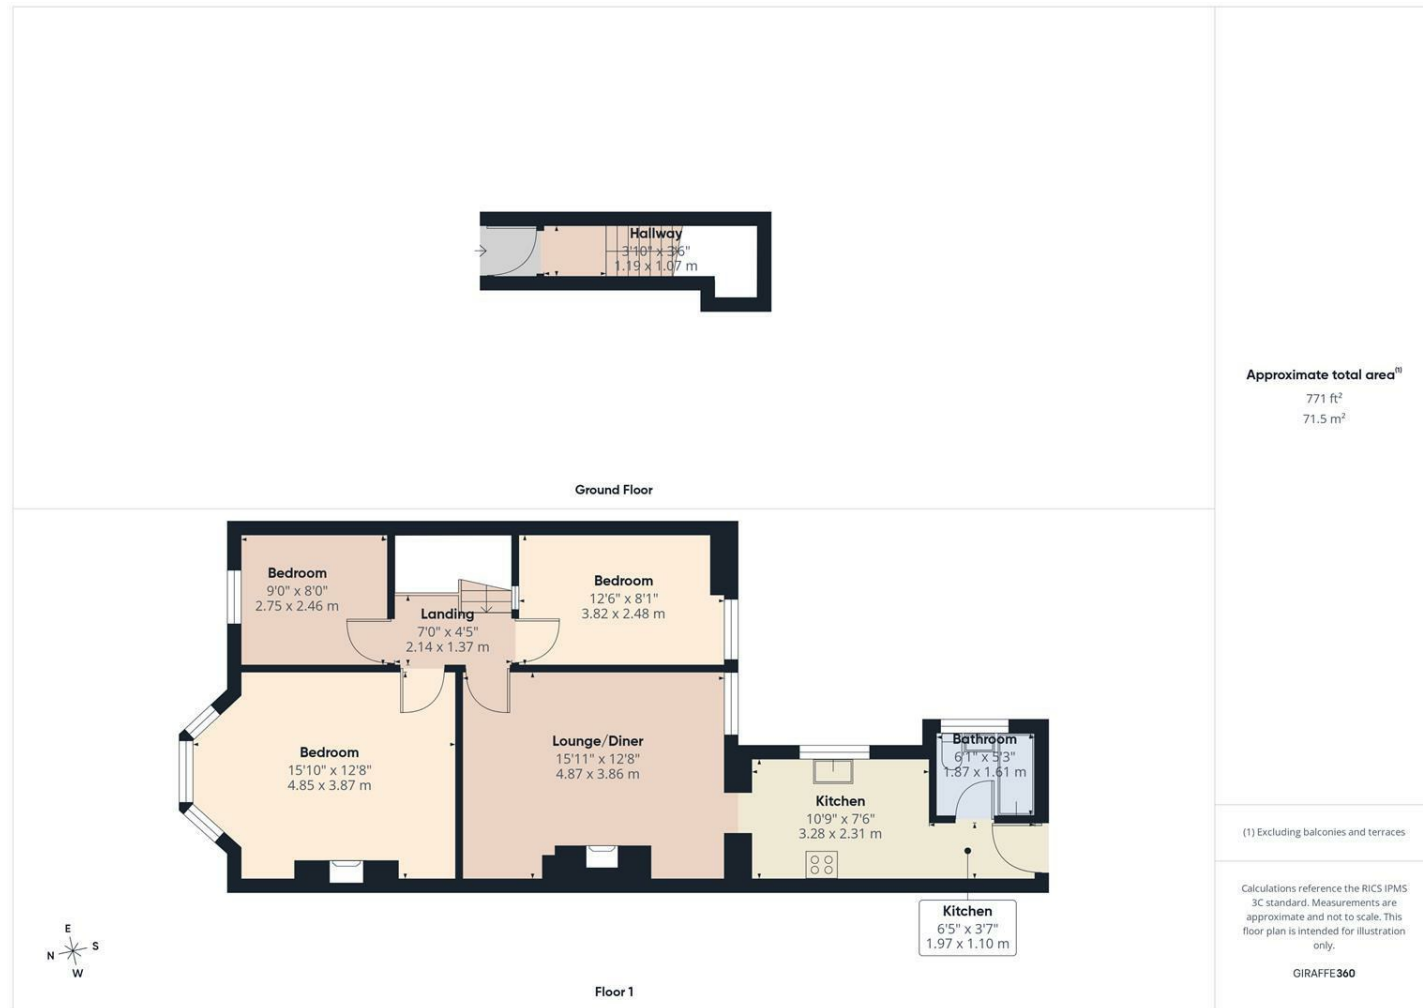 Hallway
3'10" x 3'6"
1.19 x 1.07 m
Ground Floor
Approximate total area(1)
771 ft²
71.5 m²
Bedroom
9'0" x 8'0"
2.75 x 2.46 m
Landing
7'0" x 4'5"
2.14 x 1.37 m
Bedroom
12'6" x 8'1"
3.82 x 2.48 m
Bedroom
15'10" x 12'8"
4.85 x 3.87 m
Lounge/Diner
15'11" x 12'8"
4.87 x 3.86 m
Kitchen
10'9" x 7'6"
3.28 x 2.31 m
Bathroom
6'1" x 5'3"
1.87 x 1.61 m
Kitchen
6'5" x 3'7"
1.97 x 1.10 m
E
N
S
W
Floor 1
(1) Excluding balconies and terraces
Calculations reference the RICS IPMS
3C standard. Measurements are
approximate and not to scale. This
floor plan is intended for illustration
only.
GIRAFFE360